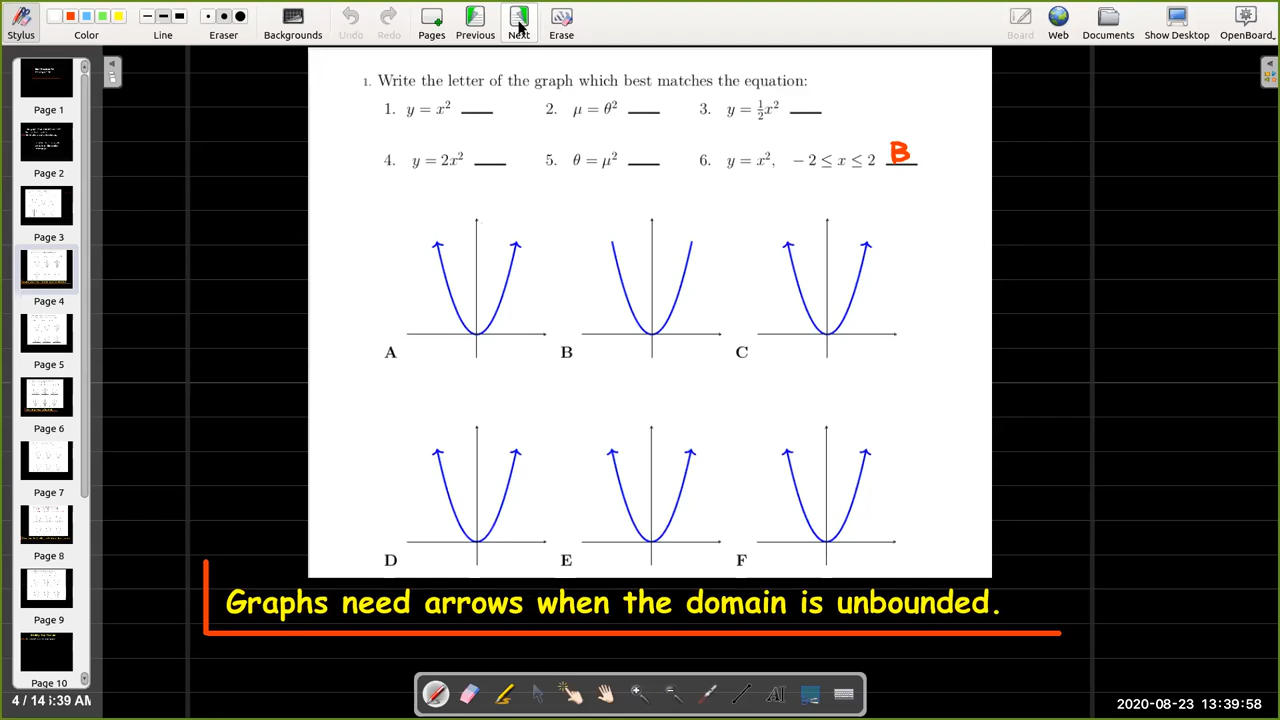 Stylus Color Line Eraser Backgrounds Undo Redo Pages Previous Next Erase Board Web Documents Show Desktop OpenBoard
Page 1
Page 2
Page 3
Page 4
Page 5
Page 6
Page 7
Page 8
Page 9
Page 10
1. Write the letter of the graph which best matches the equation:
1. y = x² ____ 2. μ = θ² ____ 3. y = ½x² ____
4. y = 2x² ____ 5. θ = μ² ____ 6. y = x², − 2 ≤ x ≤ 2 B
A B C
D E F
Graphs need arrows when the domain is unbounded.
4 / 14 :39 AM
2020-08-23 13:39:58